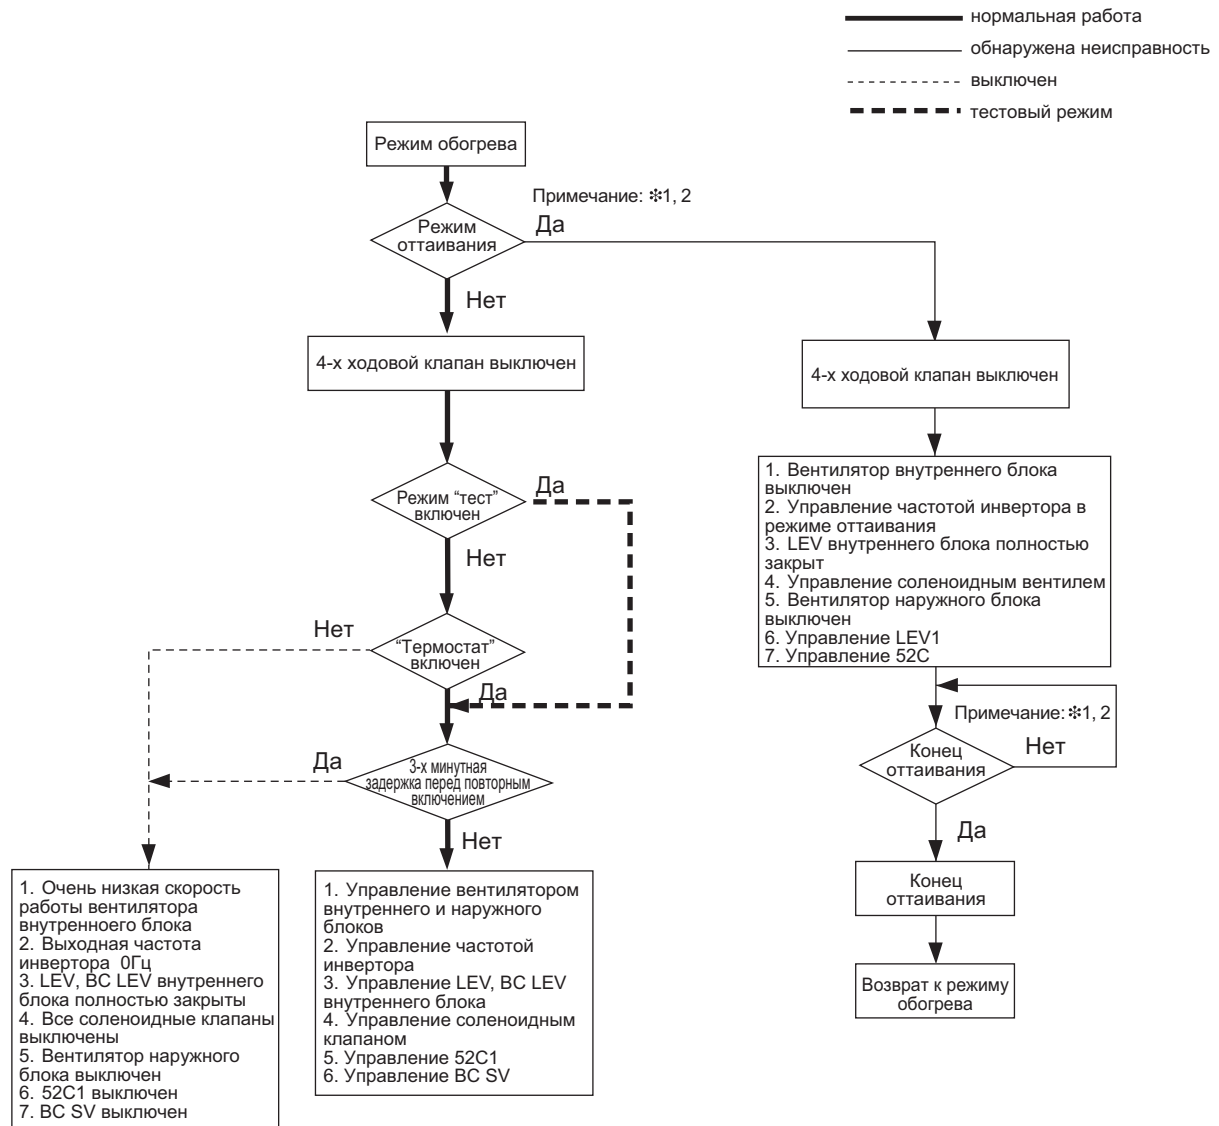 нормальная работа
обнаружена неисправность
выключен
тестовый режим
Режим обогрева
Примечание: ✻1, 2
Режим
оттаивания
Да
Нет
4-х ходовой клапан выключен
4-х ходовой клапан выключен
Режим “тест”
включен
Да
Нет
1. Вентилятор внутреннего блока
выключен
2. Управление частотой инвертора в
режиме оттаивания
3. LEV внутреннего блока полностью
закрыт
4. Управление соленоидным вентилем
5. Вентилятор наружного блока
выключен
6. Управление LEV1
7. Управление 52C
Нет
“Термостат”
включен
Да
Примечание: ✻1, 2
Конец
оттаивания
Нет
Да
Да
3-х минутная
задержка перед повторным
включением
Нет
Конец
оттаивания
Возврат к режиму
обогрева
1. Очень низкая скорость
работы вентилятора
внутренноего блока
2. Выходная частота
инвертора 0Гц
3. LEV, BC LEV внутреннего
блока полностью закрыты
4. Все соленоидные клапаны
выключены
5. Вентилятор наружного
блока выключен
6. 52C1 выключен
7. BC SV выключен
1. Управление вентилятором
внутреннего и наружного
блоков
2. Управление частотой
инвертора
3. Управление LEV, BC LEV
внутреннего блока
4. Управление соленоидным
клапаном
5. Управление 52C1
6. Управление BC SV